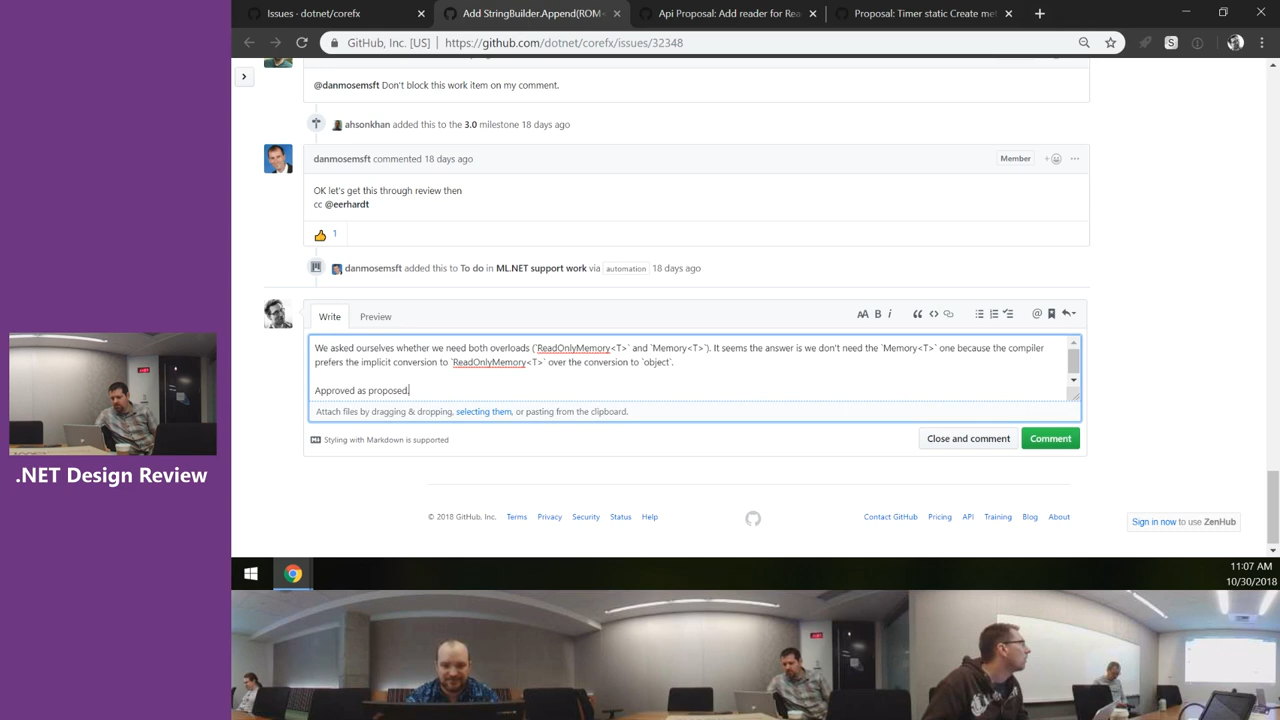 Issues · dotnet/corefx
Add StringBuilder.Append(ROM
Api Proposal: Add reader for Rea
Proposal: Timer static Create me
GitHub, Inc. [US]
https://github.com/dotnet/corefx/issues/32348
@danmosemsft Don't block this work item on my comment.
ahsonkhan added this to the 3.0 milestone 18 days ago
danmosemsft commented 18 days ago
Member
OK let's get this through review then
cc @eerhardt
1
danmosemsft added this to To do in ML.NET support work via automation 18 days ago
Write
Preview
We asked ourselves whether we need both overloads (`ReadOnlyMemory<T>` and `Memory<T>`). It seems the answer is we don't need the `Memory<T>` one because the compiler
prefers the implicit conversion to `ReadOnlyMemory<T>` over the conversion to `object`.
Approved as proposed.
Attach files by dragging & dropping, selecting them, or pasting from the clipboard.
Styling with Markdown is supported
Close and comment
Comment
.NET Design Review
© 2018 GitHub, Inc.
Terms
Privacy
Security
Status
Help
Contact GitHub
Pricing
API
Training
Blog
About
Sign in now to use ZenHub
11:07 AM
10/30/2018